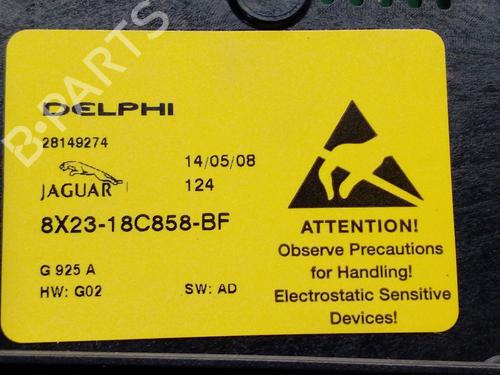 B-PARTS
DELPHI
28149274
14/05/08
JAGUAR
124
8X23-18C858-BF
G 925 A
HW: G02
SW: AD
ATTENTION!
Observe Precautions
for Handling!
Electrostatic Sensitive
Devices!